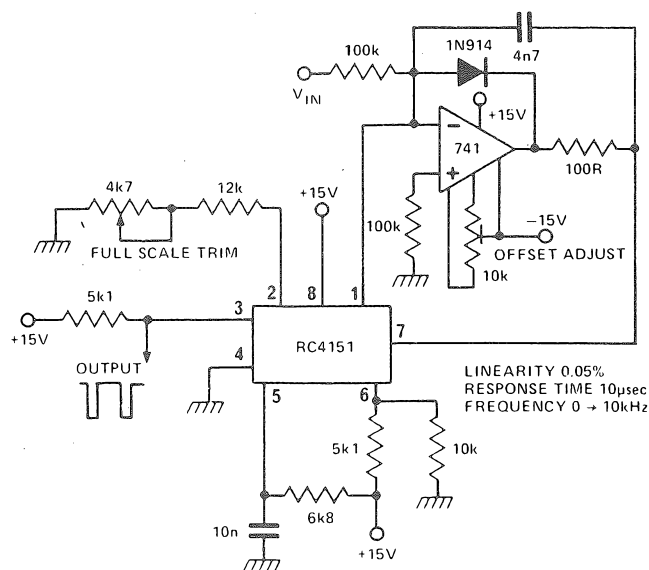 1N914
4n7
100k
VIN
+15V
−
741
+
100R
4k7
12k
+15V
100k
−15V
FULL SCALE TRIM
OFFSET ADJUST
10k
2
8
1
5k1
3
+15V
RC4151
7
4
OUTPUT
LINEARITY 0.05%
RESPONSE TIME 10µsec
FREQUENCY 0 → 10kHz
5
6
5k1
10k
6k8
10n
+15V